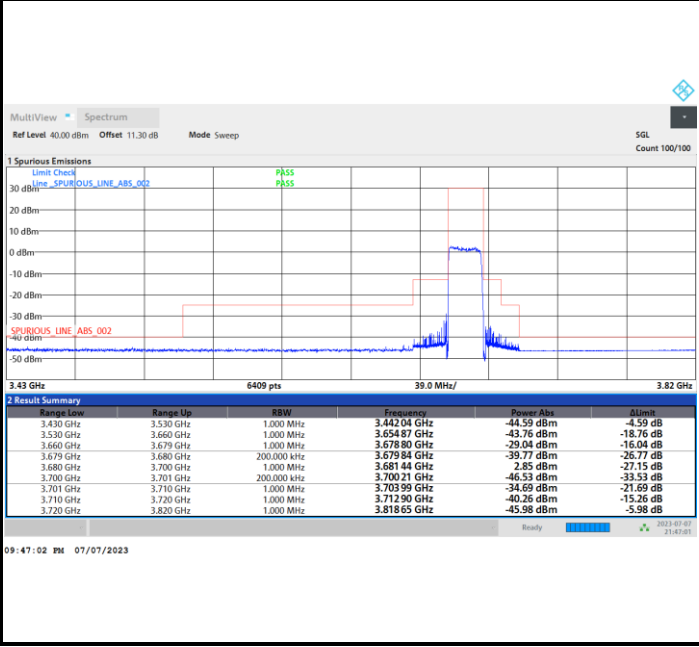 MultiView Spectrum
Ref Level 40.00 dBm Offset 11.30 dB Mode Sweep SGL
Count 100/100
1 Spurious Emissions
Limit Check PASS
Line _SPURIOUS_LINE_ABS_002 PASS
30 dBm
20 dBm
10 dBm
0 dBm
-10 dBm
-20 dBm
-30 dBm
SPURIOUS_LINE_ABS_002
-40 dBm
-50 dBm
3.43 GHz 6409 pts 39.0 MHz/ 3.82 GHz
2 Result Summary
Range Low Range Up RBW Frequency Power Abs ΔLimit
3.430 GHz 3.530 GHz 1.000 MHz 3.442 04 GHz -44.59 dBm -4.59 dB
3.530 GHz 3.660 GHz 1.000 MHz 3.654 87 GHz -43.76 dBm -18.76 dB
3.660 GHz 3.679 GHz 1.000 MHz 3.678 80 GHz -29.04 dBm -16.04 dB
3.679 GHz 3.680 GHz 200.000 kHz 3.679 84 GHz -39.77 dBm -26.77 dB
3.680 GHz 3.700 GHz 1.000 MHz 3.681 44 GHz 2.85 dBm -27.15 dB
3.700 GHz 3.701 GHz 200.000 kHz 3.700 21 GHz -46.53 dBm -33.53 dB
3.701 GHz 3.710 GHz 1.000 MHz 3.703 99 GHz -34.69 dBm -21.69 dB
3.710 GHz 3.720 GHz 1.000 MHz 3.712 90 GHz -40.26 dBm -15.26 dB
3.720 GHz 3.820 GHz 1.000 MHz 3.818 65 GHz -45.98 dBm -5.98 dB
Ready 2023-07-07
21:47:01
09:47:02 PM 07/07/2023